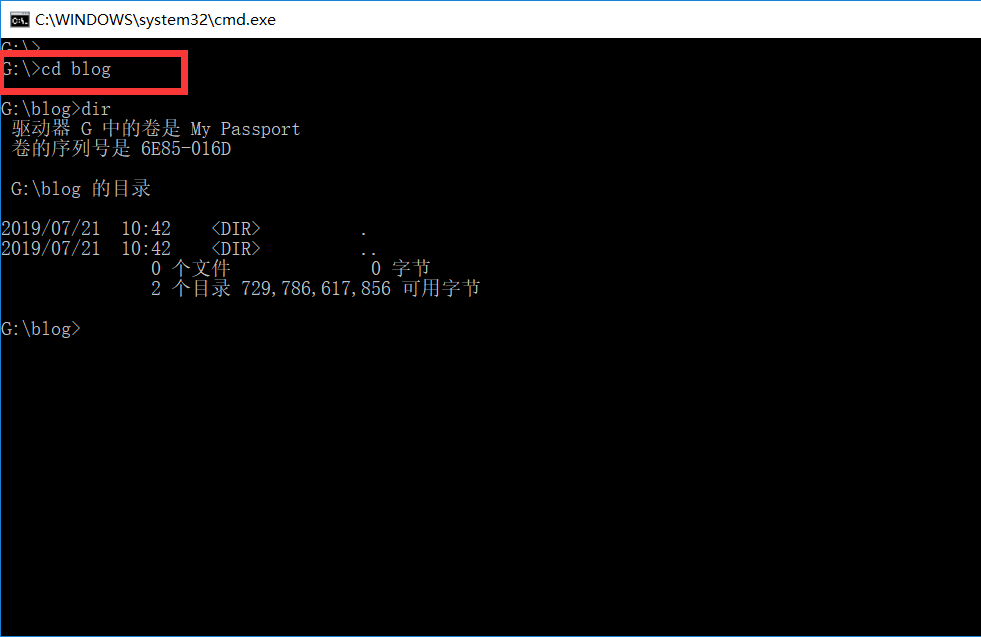 C:\WINDOWS\system32\cmd.exe
G:\>
G:\>cd blog
G:\blog>dir
驱动器 G 中的卷是 My Passport
卷的序列号是 6E85-016D
G:\blog 的目录
2019/07/21  10:42    <DIR>          .
2019/07/21  10:42    <DIR>          ..
0 个文件              0 字节
2 个目录 729,786,617,856 可用字节
G:\blog>